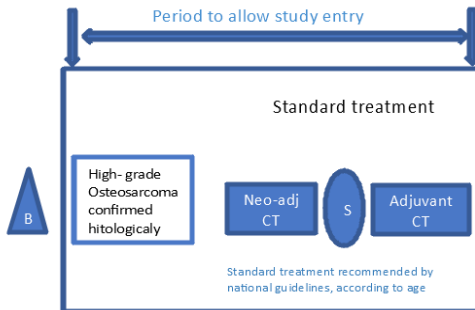 Period to allow study entry
Standard treatment
B
High- grade
Osteosarcoma
confirmed
hitologicaly
Neo-adj
CT
S
Adjuvant
CT
Standard treatment recommended by
national guidelines, according to age